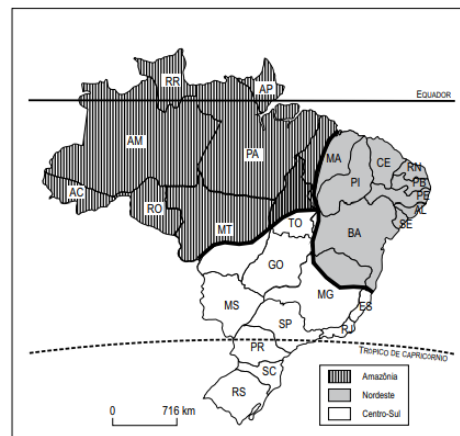 RR
AP
EQUADOR
AM
PA
MA
CE
RN
PB
PE
AL
SE
PI
AC
RO
TO
BA
MT
GO
MG
ES
MS
SP
RJ
PR
TRÓPICO DE CAPRICÓRNIO
SC
RS
Amazônia
Nordeste
Centro-Sul
0 716 km